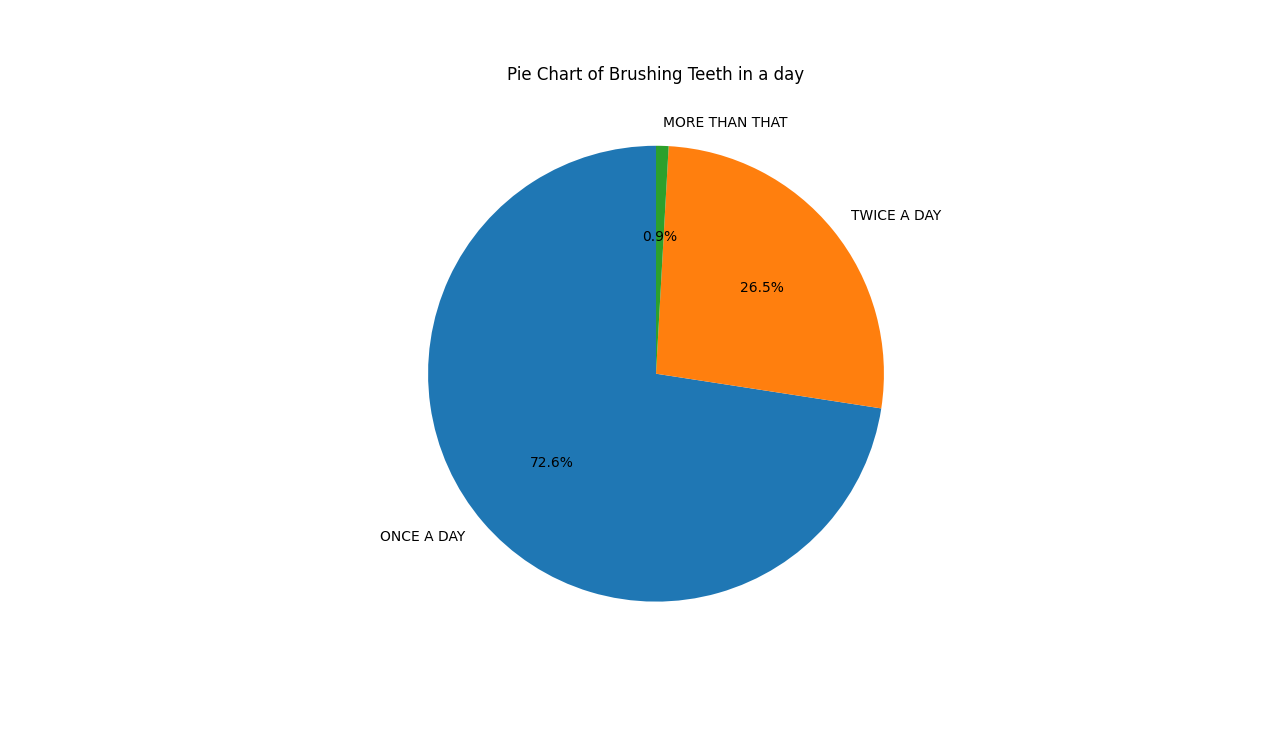 Pie Chart of Brushing Teeth in a day
MORE THAN THAT
TWICE A DAY
0.9%
26.5%
72.6%
ONCE A DAY